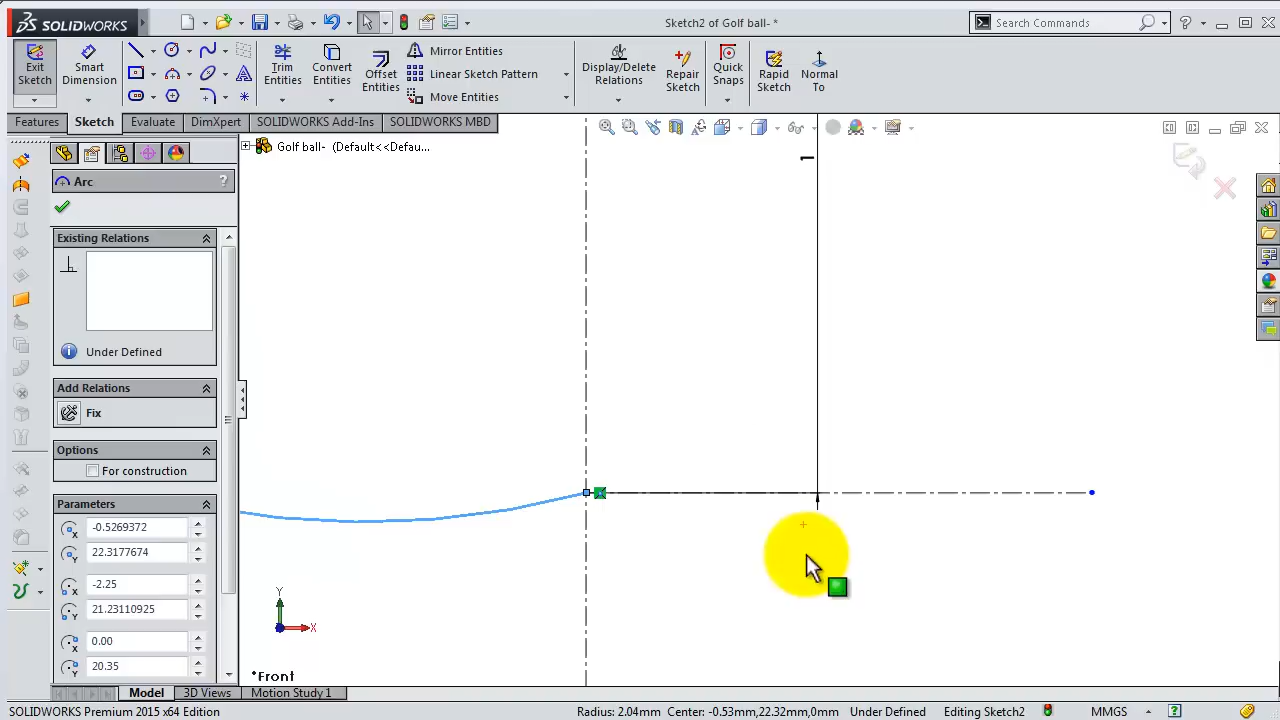 SOLIDWORKS
Sketch2 of Golf ball- *
Search Commands
Exit Sketch
Smart Dimension
Trim Entities
Convert Entities
Offset Entities
Mirror Entities
Linear Sketch Pattern
Move Entities
Display/Delete Relations
Repair Sketch
Quick Snaps
Rapid Sketch
Normal To
Features
Sketch
Evaluate
DimXpert
SOLIDWORKS Add-Ins
SOLIDWORKS MBD
Golf ball- (Default<<Defau...
Arc
?
Existing Relations
Under Defined
Add Relations
Fix
Options
For construction
Parameters
-0.5269372
22.3177674
-2.25
21.23110925
0.00
20.35
1
Y
X
*Front
Model
3D Views
Motion Study 1
SOLIDWORKS Premium 2015 x64 Edition
Radius: 2.04mm Center: -0.53mm,22.32mm,0mm
Under Defined
Editing Sketch2
MMGS